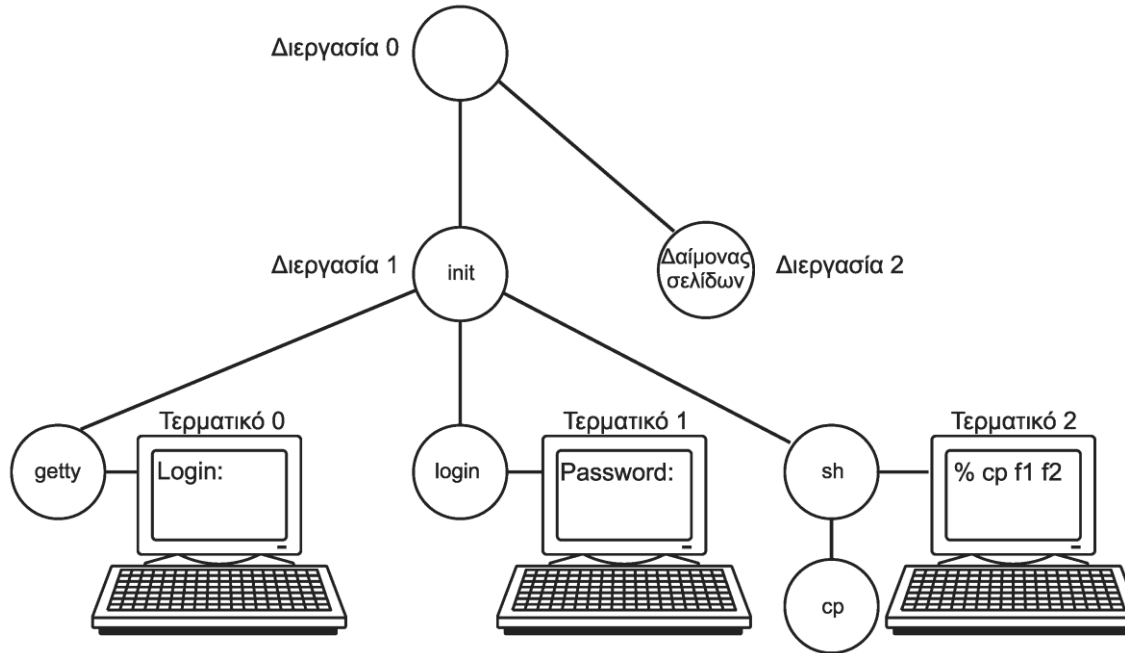 Διεργασία 0
Διεργασία 1
init
Δαίμονας
σελίδων
Διεργασία 2
Τερματικό 0
Τερματικό 1
Τερματικό 2
getty
Login:
login
Password:
sh
% cp f1 f2
cp